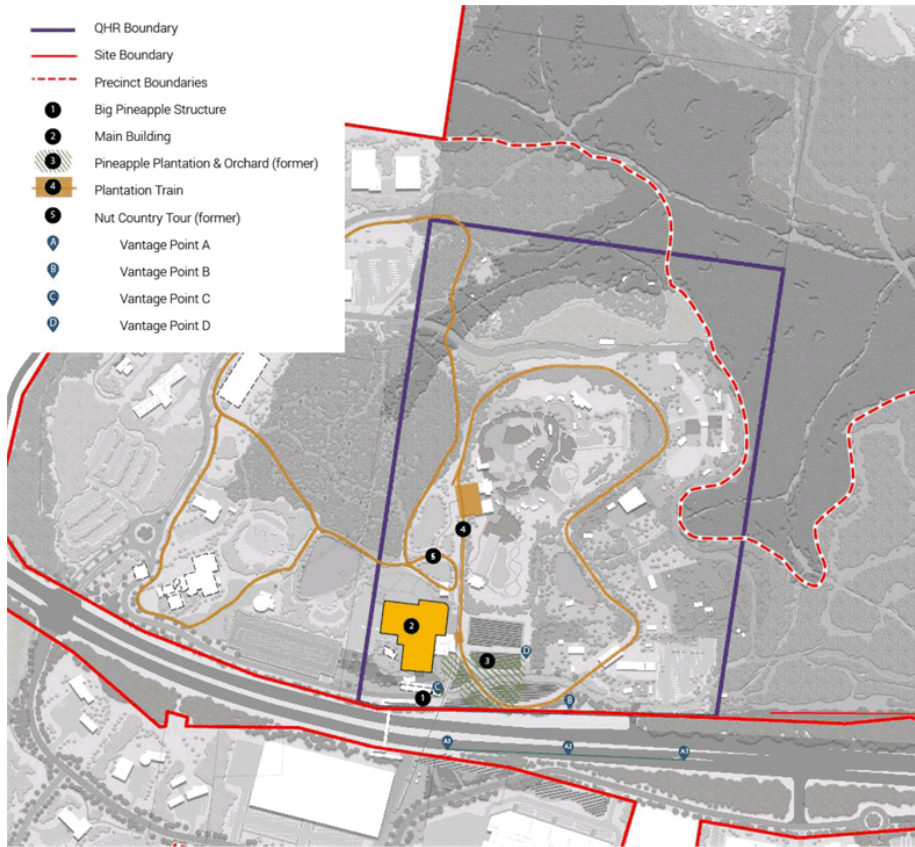 QHR Boundary
Site Boundary
Precinct Boundaries
1 Big Pineapple Structure
2 Main Building
3 Pineapple Plantation & Orchard (former)
4 Plantation Train
5 Nut Country Tour (former)
A Vantage Point A
B Vantage Point B
C Vantage Point C
D Vantage Point D
4
5
2
3
D
C
1
B
A3
A2
A1